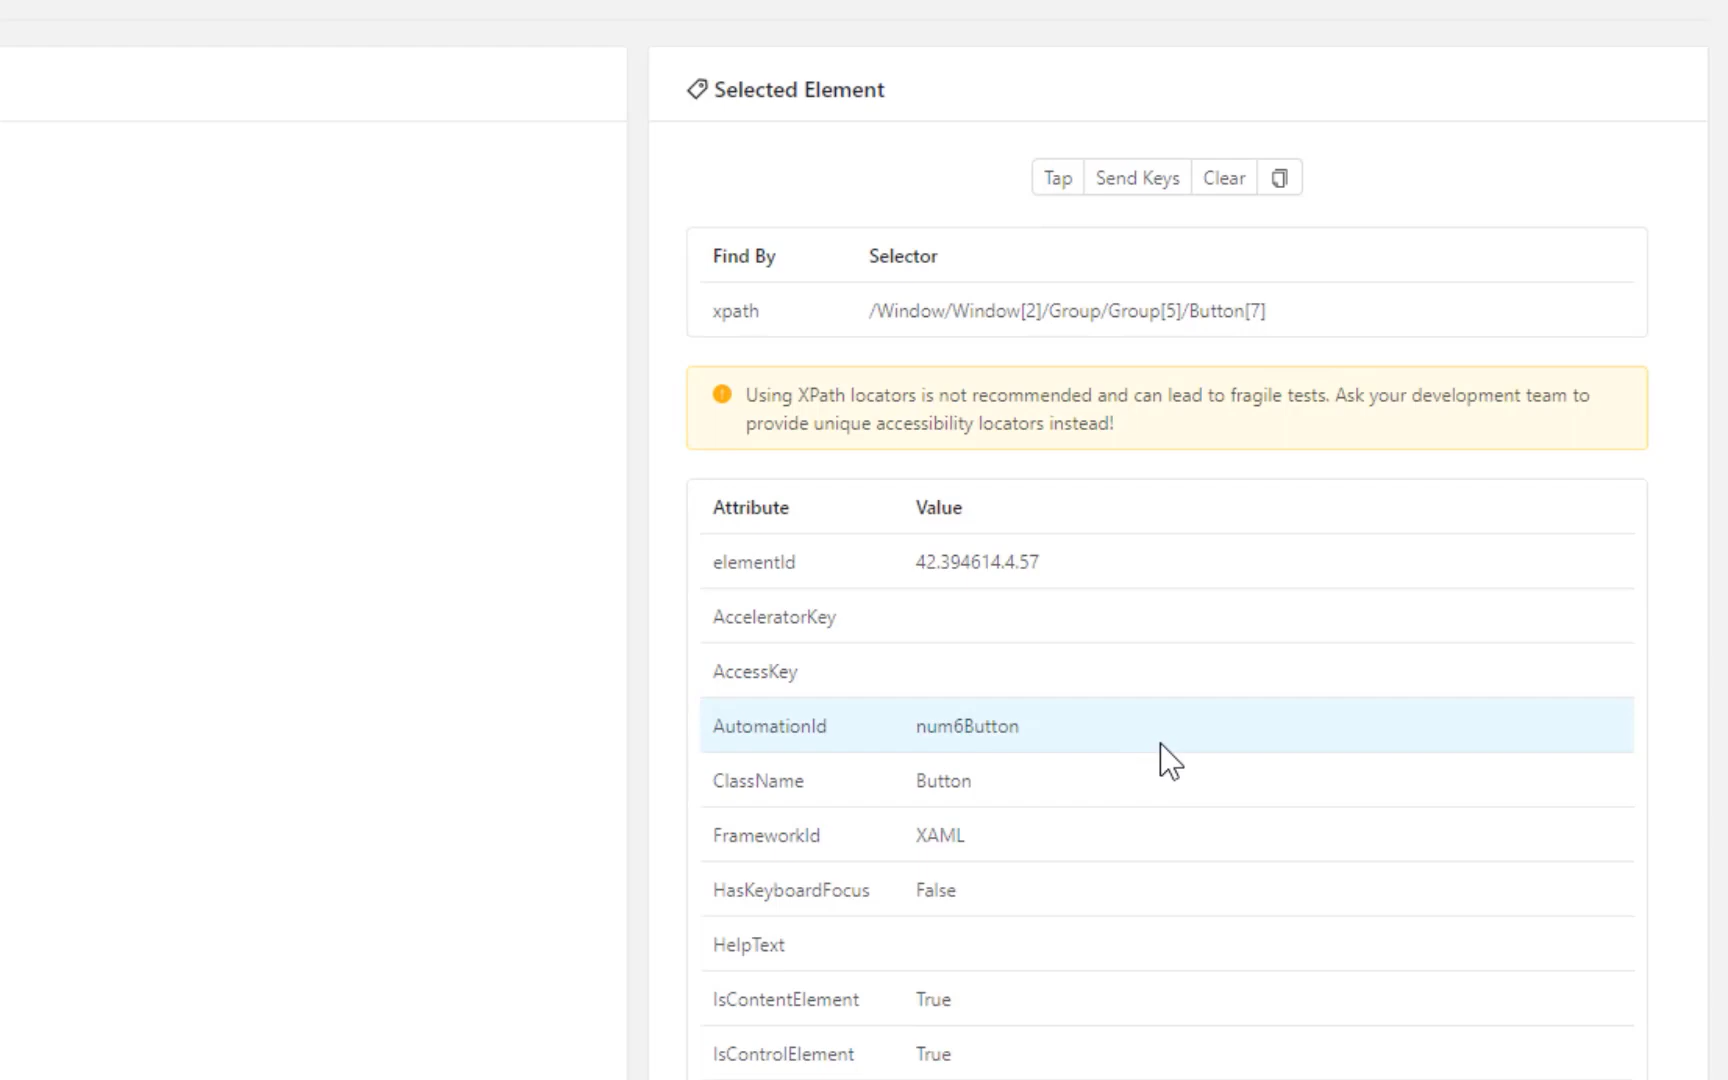 Selected Element
Tap Send Keys Clear
Find By Selector
xpath /Window/Window[2]/Group/Group[5]/Button[7]
Using XPath locators is not recommended and can lead to fragile tests. Ask your development team to
provide unique accessibility locators instead!
Attribute Value
elementId 42.394614.4.57
AcceleratorKey
AccessKey
AutomationId num6Button
ClassName Button
FrameworkId XAML
HasKeyboardFocus False
HelpText
IsContentElement True
IsControlElement True